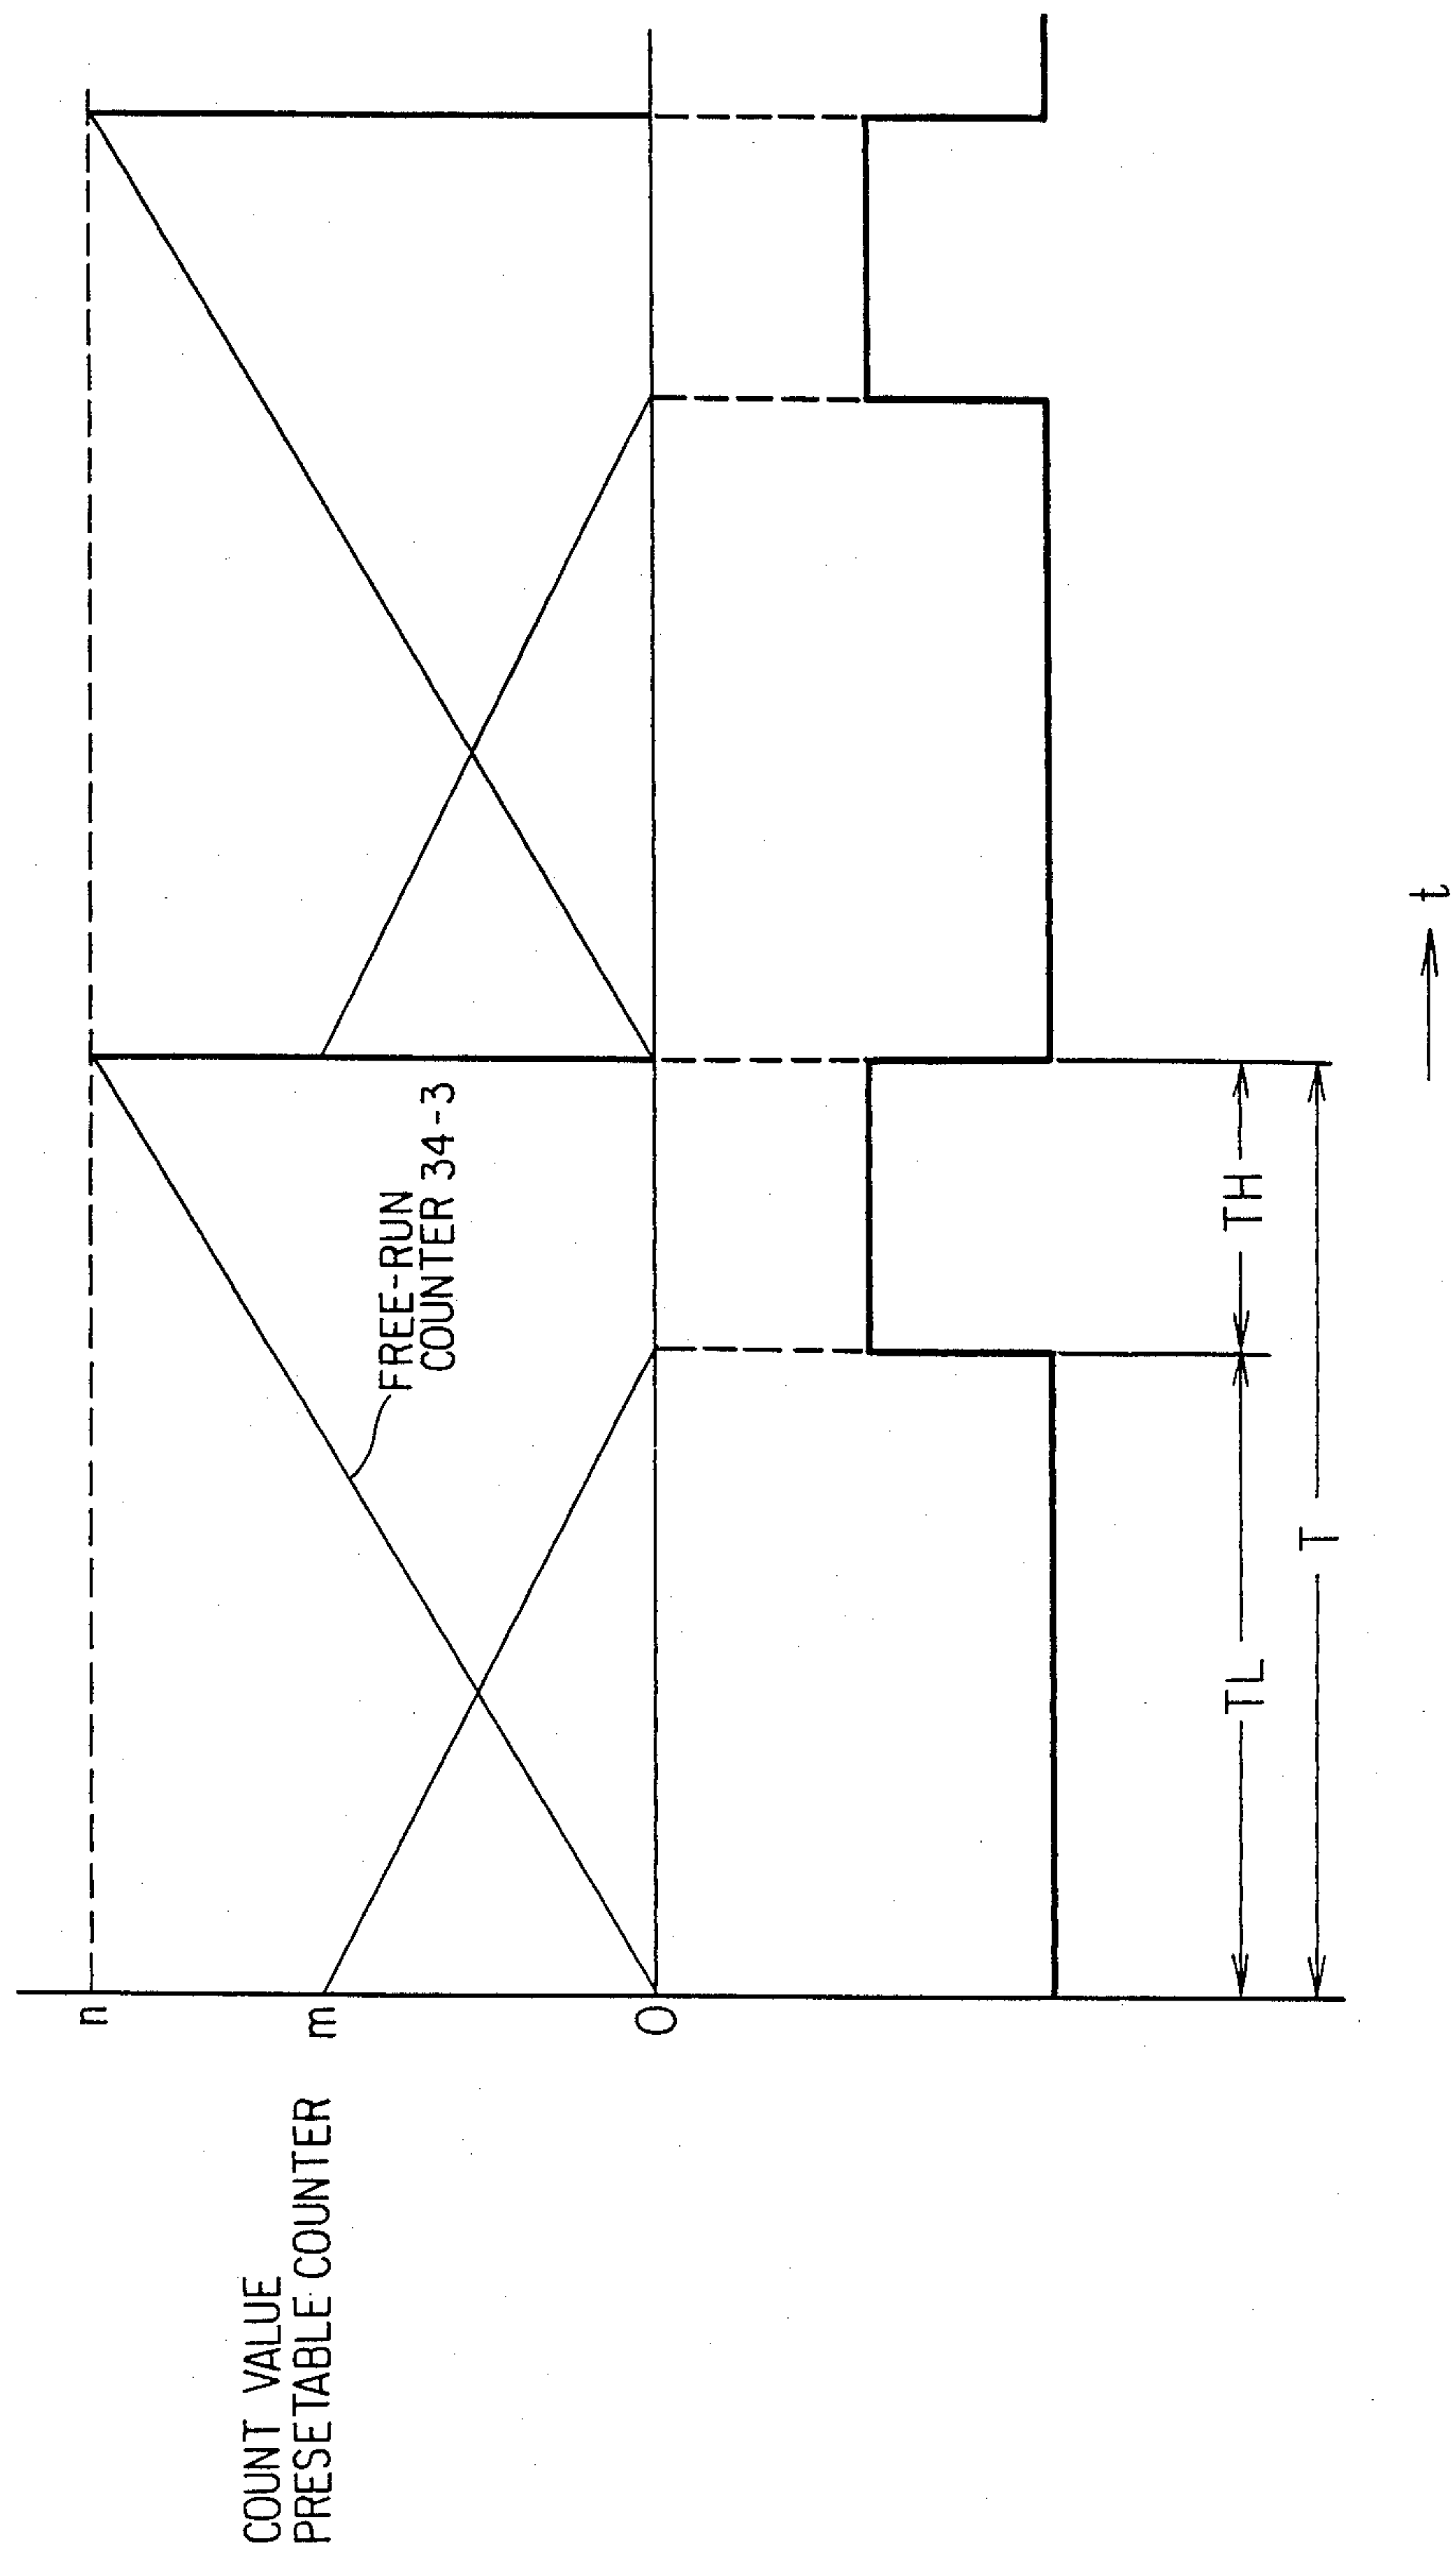 COUNT VALUE
PRESETABLE COUNTER
n
m
0
FREE-RUN
COUNTER 34-3
TL
TH
T
t